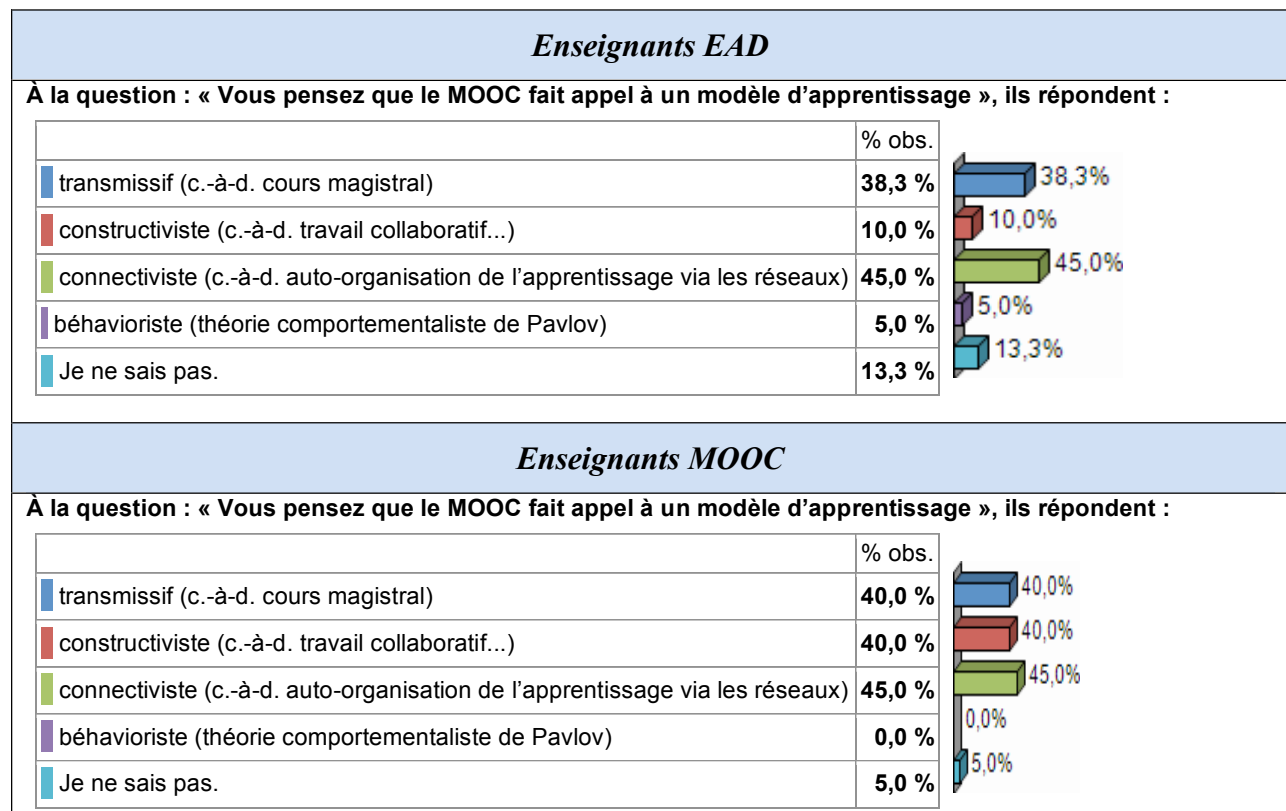 Enseignants EAD
À la question : « Vous pensez que le MOOC fait appel à un modèle d’apprentissage », ils répondent :
% obs.
transmissif (c.-à-d. cours magistral) 38,3 % 38,3%
constructiviste (c.-à-d. travail collaboratif...) 10,0 % 10,0%
connectiviste (c.-à-d. auto-organisation de l’apprentissage via les réseaux) 45,0 % 45,0%
béhavioriste (théorie comportementaliste de Pavlov) 5,0 % 5,0%
Je ne sais pas. 13,3 % 13,3%
Enseignants MOOC
À la question : « Vous pensez que le MOOC fait appel à un modèle d’apprentissage », ils répondent :
% obs.
transmissif (c.-à-d. cours magistral) 40,0 % 40,0%
constructiviste (c.-à-d. travail collaboratif...) 40,0 % 40,0%
connectiviste (c.-à-d. auto-organisation de l’apprentissage via les réseaux) 45,0 % 45,0%
béhavioriste (théorie comportementaliste de Pavlov) 0,0 % 0,0%
Je ne sais pas. 5,0 % 5,0%